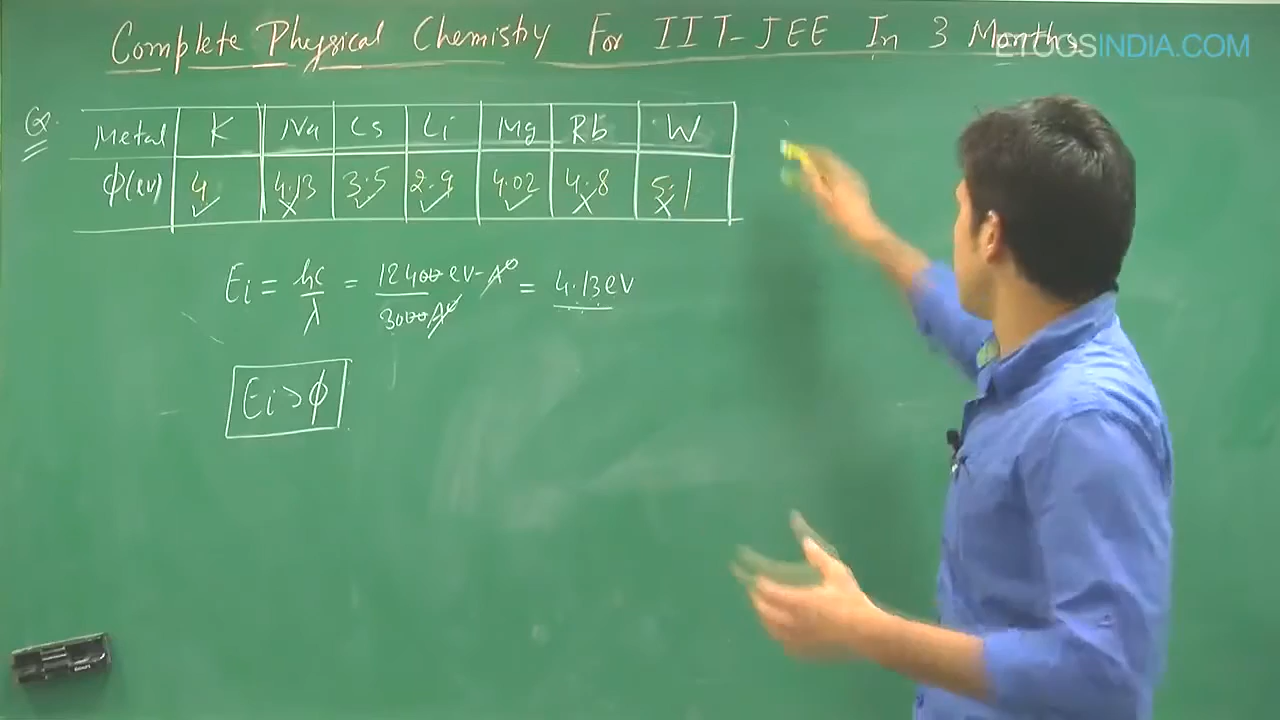 Complete Physical Chemistry For IIT-JEE In 3 Months
ETOOSINDIA.COM
Q.
Metal K Na Cs Li Mg Rb W
ϕ(ev) 4 4.13 3.5 2.9 4.02 4.8 5.1
Ei = hc/λ = 12400 ev-A°/3000A° = 4.13ev
Ei > ϕ